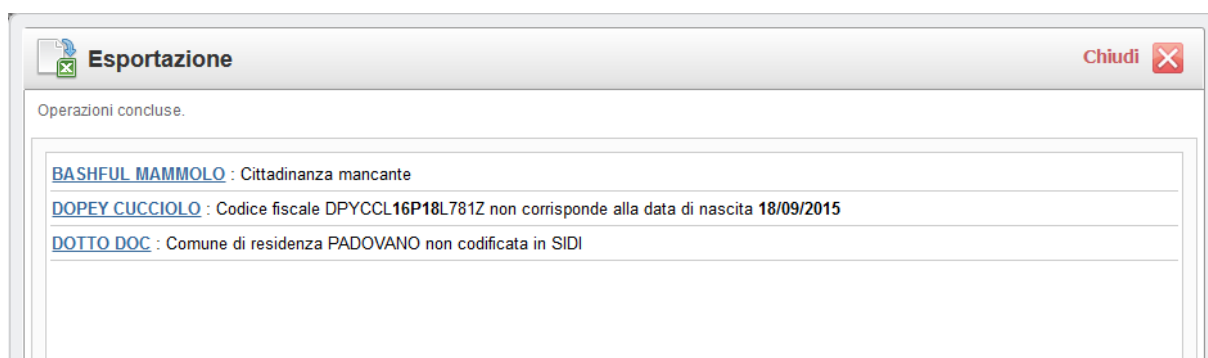 Esportazione
Chiudi
Operazioni concluse.
BASHFUL MAMMOLO : Cittadinanza mancante
DOPEY CUCCIOLO : Codice fiscale DPYCCL16P18L781Z non corrisponde alla data di nascita 18/09/2015
DOTTO DOC : Comune di residenza PADOVANO non codificata in SIDI